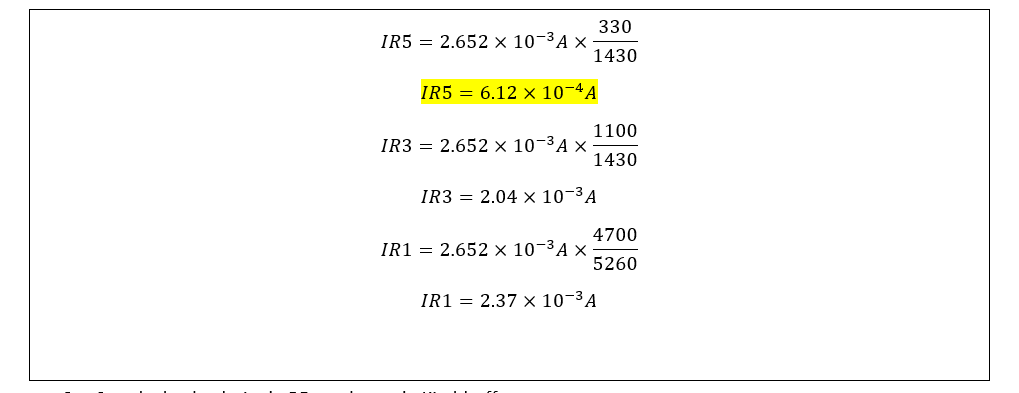 IR5 = 2.652 × 10⁻³A × 330/1430
IR5 = 6.12 × 10⁻⁴A
IR3 = 2.652 × 10⁻³A × 1100/1430
IR3 = 2.04 × 10⁻³A
IR1 = 2.652 × 10⁻³A × 4700/5260
IR1 = 2.37 × 10⁻³A